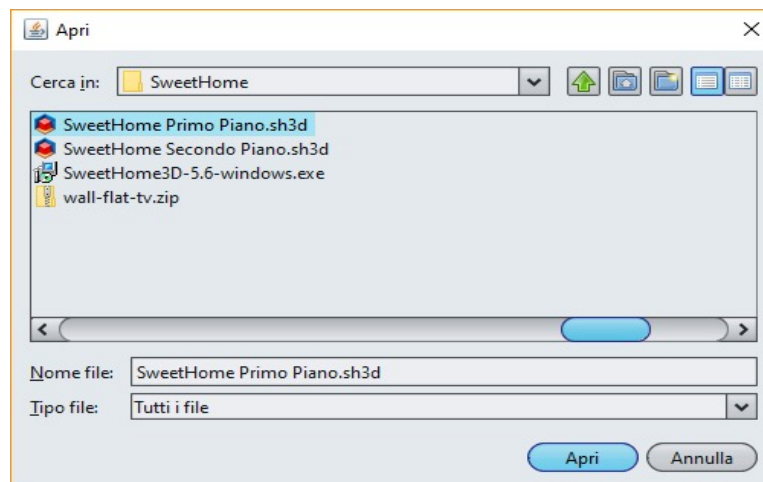 Apri
Cerca in: SweetHome
SweetHome Primo Piano.sh3d
SweetHome Secondo Piano.sh3d
SweetHome3D-5.6-windows.exe
wall-flat-tv.zip
Nome file: SweetHome Primo Piano.sh3d
Tipo file: Tutti i file
Apri Annulla